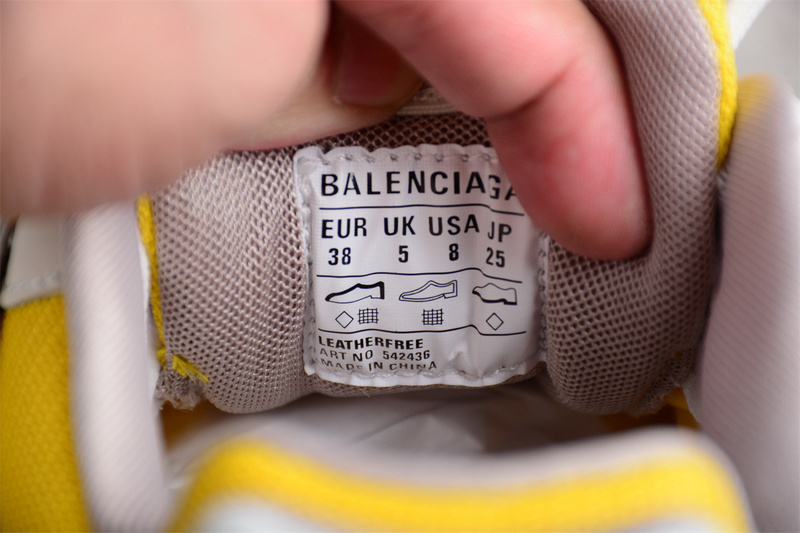 BALENCIAGA
EUR UK USA JP
38 5 8 25
LEATHERFREE
ART NO 542436
MADE IN CHINA